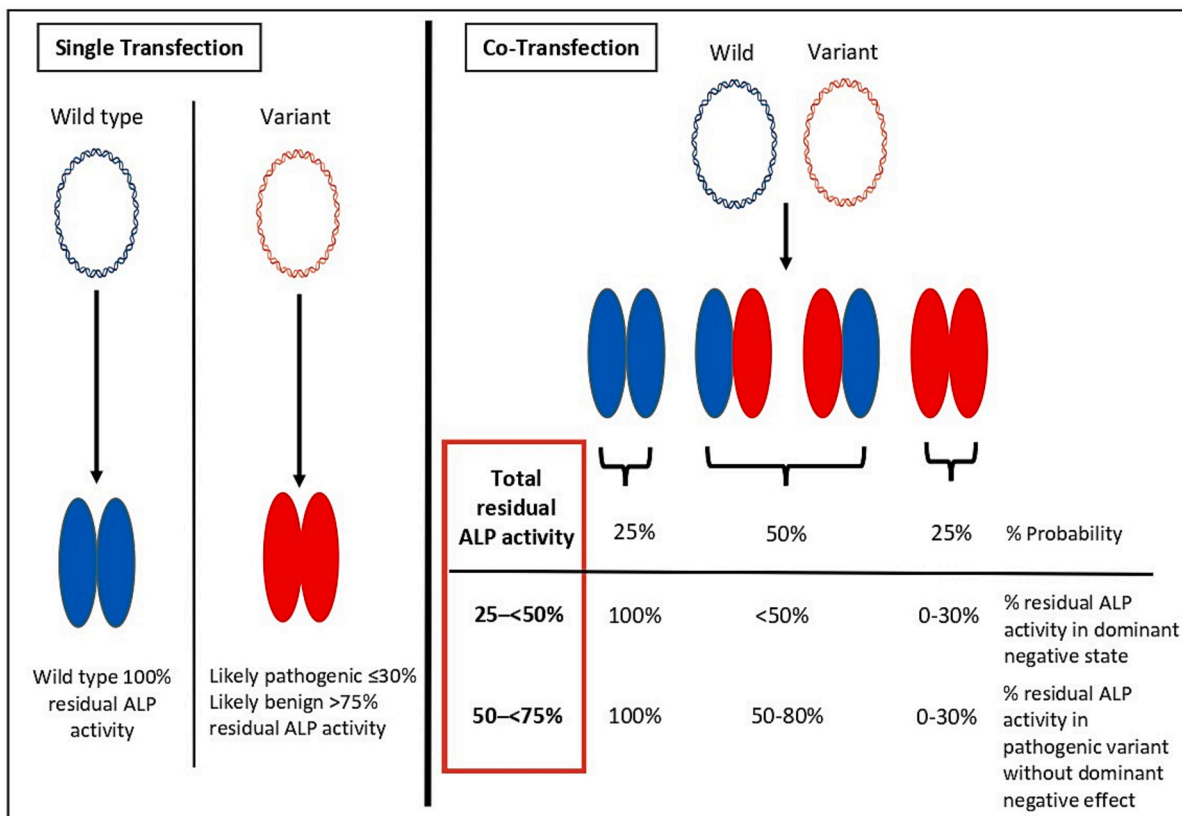 Single Transfection
Wild type
Variant
Wild type 100%
residual ALP
activity
Likely pathogenic ≤30%
Likely benign >75%
residual ALP activity
Co-Transfection
Wild
Variant
Total
residual
ALP activity
25%
50%
25%
% Probability
25–<50%
100%
<50%
0-30%
% residual ALP
activity in dominant
negative state
50–<75%
100%
50-80%
0-30%
% residual ALP
activity in
pathogenic variant
without dominant
negative effect